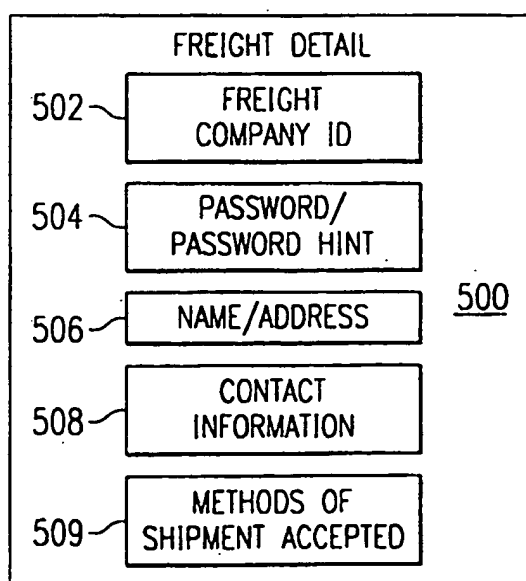 FREIGHT DETAIL
502
FREIGHT
COMPANY ID
504
PASSWORD/
PASSWORD HINT
500
506
NAME/ADDRESS
508
CONTACT
INFORMATION
509
METHODS OF
SHIPMENT ACCEPTED